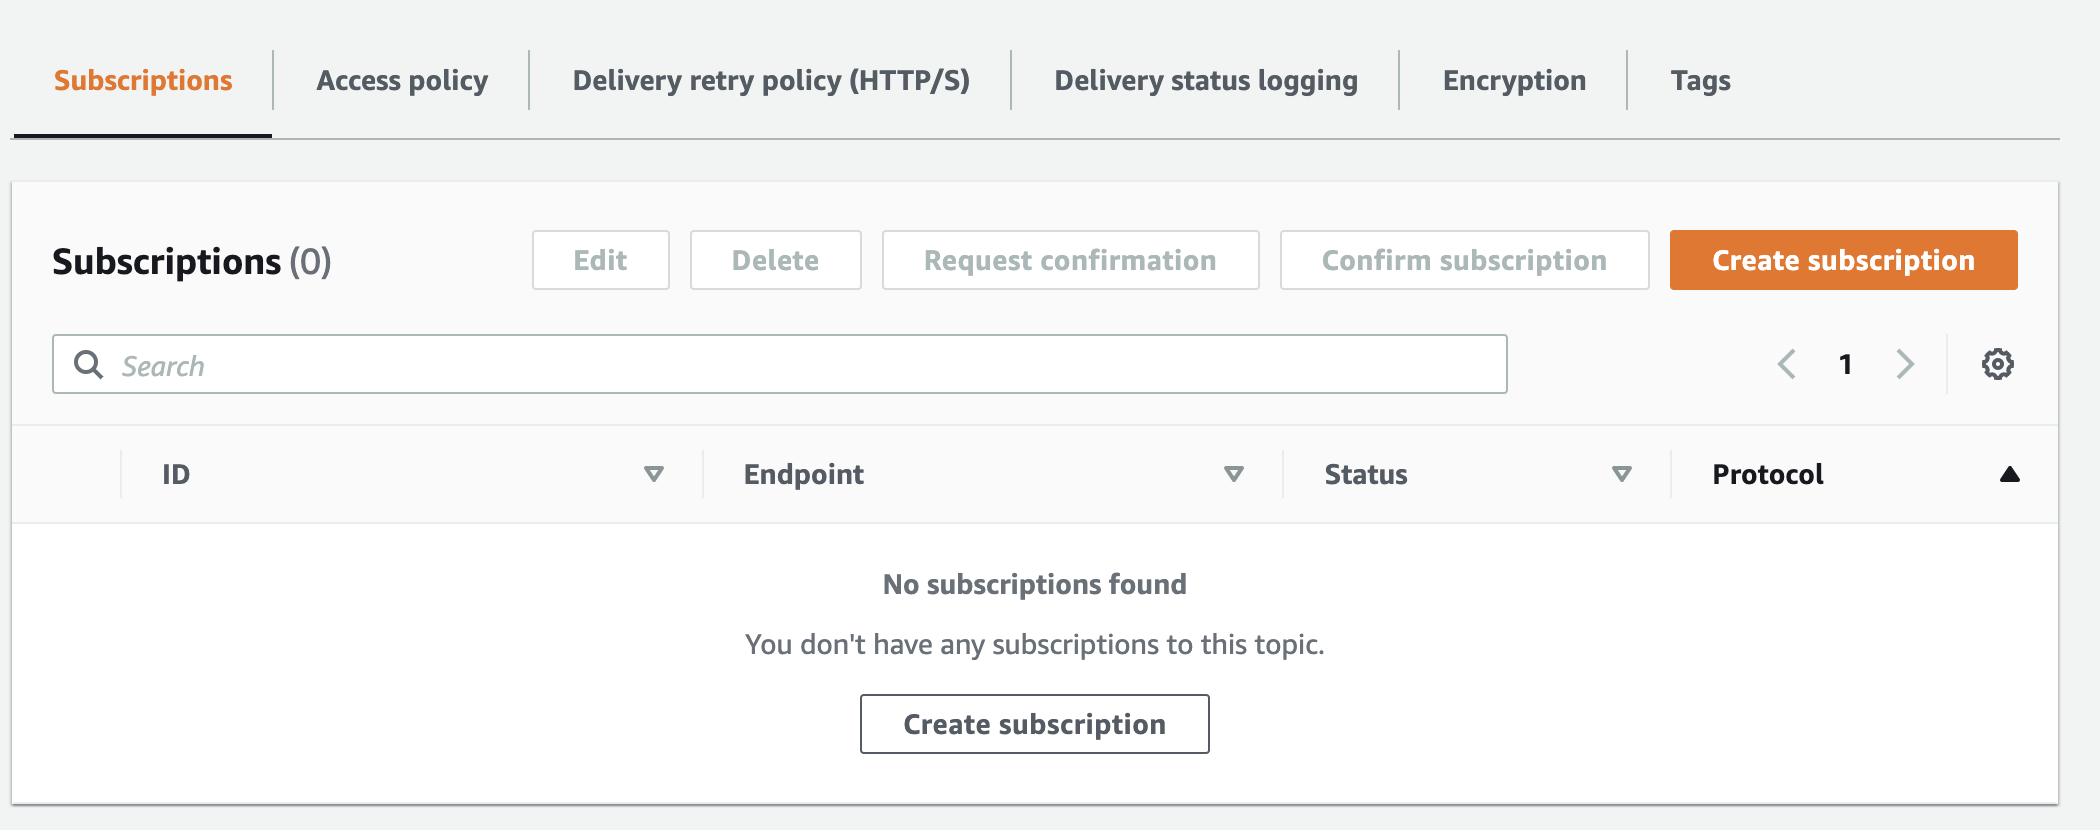 Subscriptions Access policy Delivery retry policy (HTTP/S) Delivery status logging Encryption Tags
Subscriptions (0) Edit Delete Request confirmation Confirm subscription Create subscription
Search 1
ID Endpoint Status Protocol
No subscriptions found
You don't have any subscriptions to this topic.
Create subscription